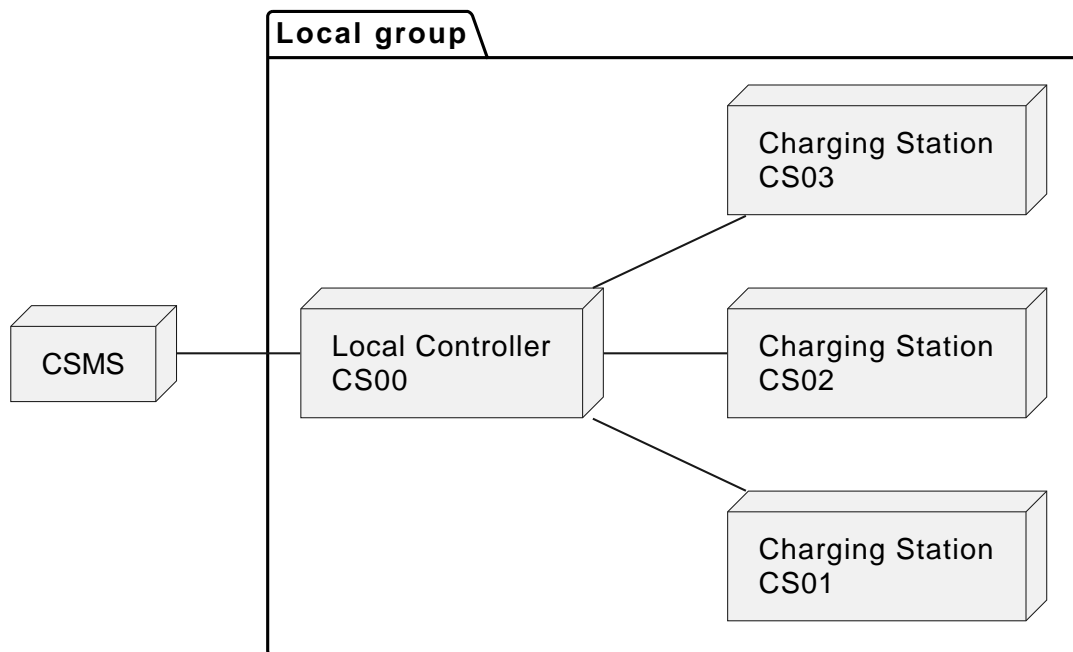 Local group
Charging Station
CS03
CSMS
Local Controller
CS00
Charging Station
CS02
Charging Station
CS01